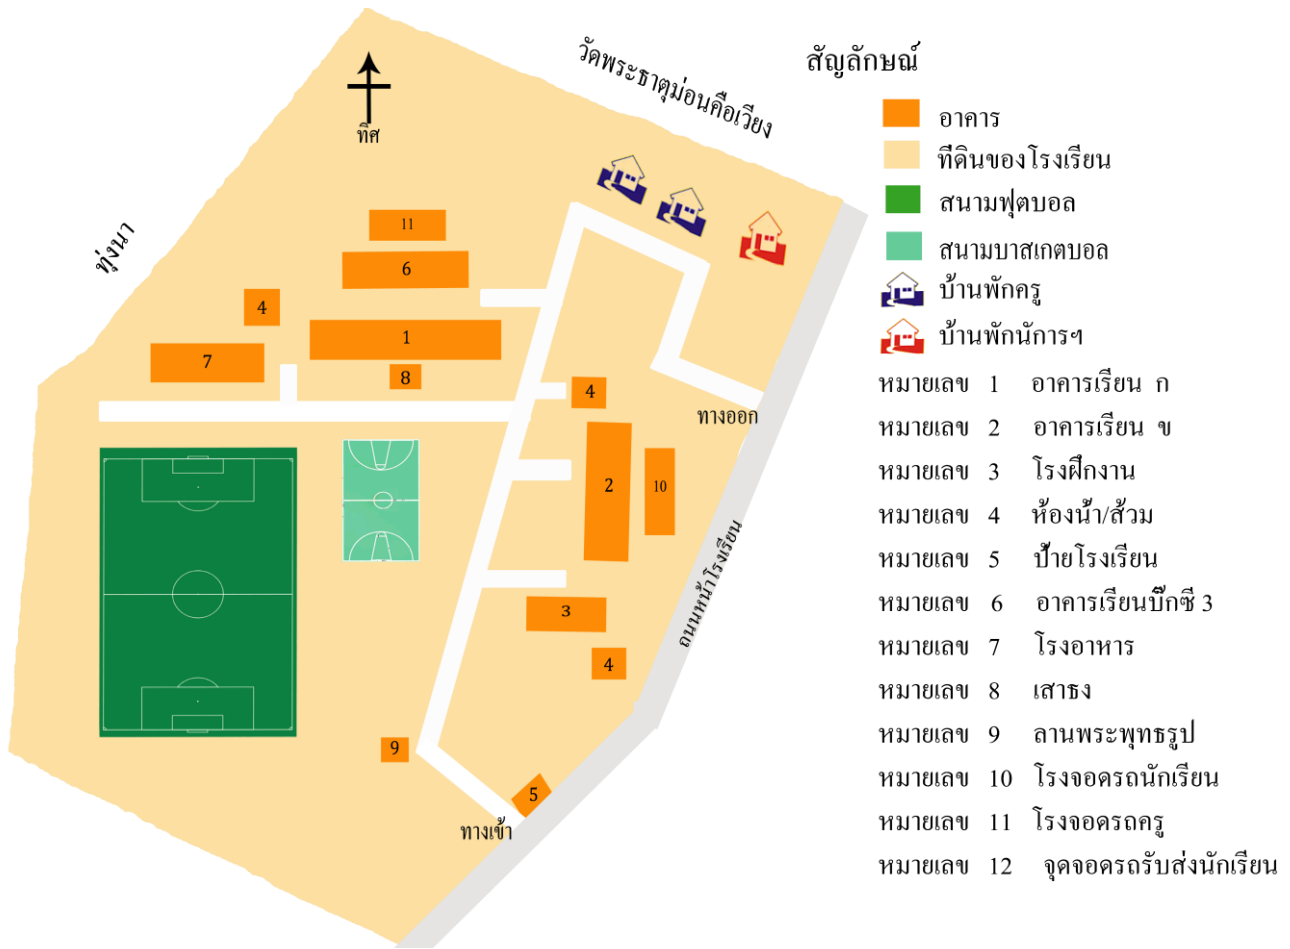 วัดพระธาตุม่อนคือเวียง
ทิศ
ทุ่งนา
11
6
4
1
7
8
4
ทางออก
2
10
ถนนหน้าโรงเรียน
3
4
9
5
ทางเข้า
สัญลักษณ์
อาคาร
ที่ดินของโรงเรียน
สนามฟุตบอล
สนามบาสเกตบอล
บ้านพักครู
บ้านพักนักการฯ
หมายเลข 1 อาคารเรียน ก
หมายเลข 2 อาคารเรียน ข
หมายเลข 3 โรงฝึกงาน
หมายเลข 4 ห้องน้ำ/ส้วม
หมายเลข 5 ป้ายโรงเรียน
หมายเลข 6 อาคารเรียนบิ๊กซี 3
หมายเลข 7 โรงอาหาร
หมายเลข 8 เสาธง
หมายเลข 9 ลานพระพุทธรูป
หมายเลข 10 โรงจอดรถนักเรียน
หมายเลข 11 โรงจอดรถครู
หมายเลข 12 จุดจอดรถรับส่งนักเรียน